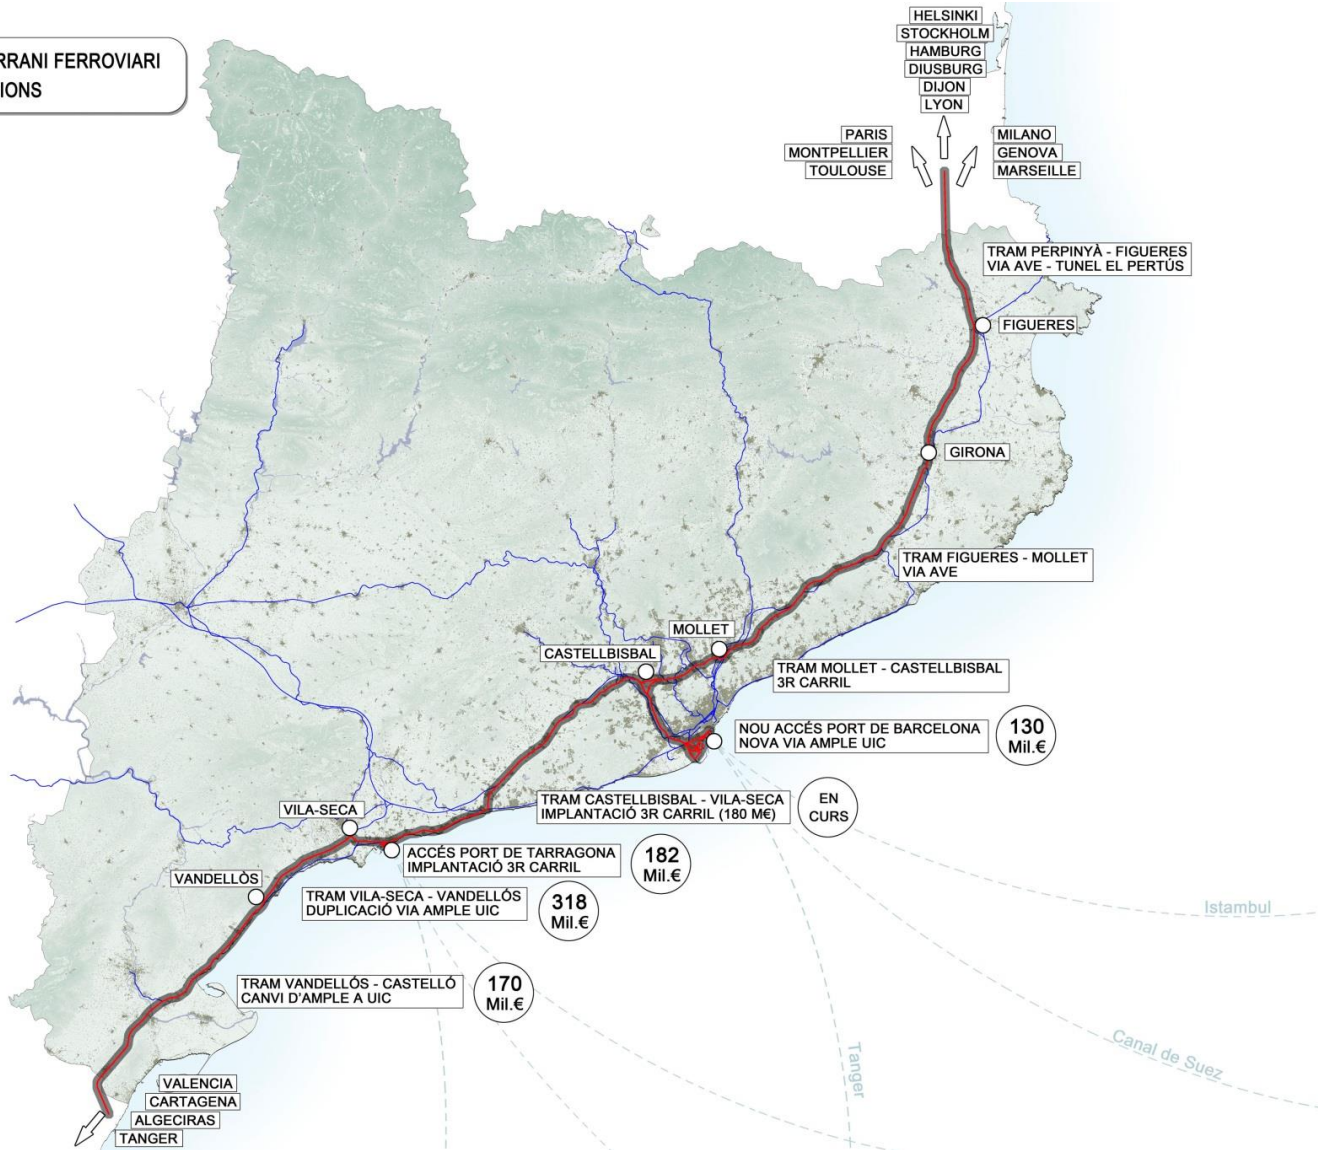 RRANI FERROVIARI
IONS
HELSINKI
STOCKHOLM
HAMBURG
DIUSBURG
DIJON
LYON
PARIS
MONTPELLIER
TOULOUSE
MILANO
GENOVA
MARSEILLE
TRAM PERPINYÀ - FIGUERES
VIA AVE - TUNEL EL PERTÚS
FIGUERES
GIRONA
TRAM FIGUERES - MOLLET
VIA AVE
MOLLET
CASTELLBISBAL
TRAM MOLLET - CASTELLBISBAL
3R CARRIL
NOU ACCÉS PORT DE BARCELONA
NOVA VIA AMPLE UIC
130
Mil.€
TRAM CASTELLBISBAL - VILA-SECA
IMPLANTACIÓ 3R CARRIL (180 M€)
EN
CURS
VILA-SECA
ACCÉS PORT DE TARRAGONA
IMPLANTACIÓ 3R CARRIL
182
Mil.€
VANDELLÒS
TRAM VILA-SECA - VANDELLÓS
DUPLICACIÓ VIA AMPLE UIC
318
Mil.€
Istambul
TRAM VANDELLÓS - CASTELLÓ
CANVI D'AMPLE A UIC
170
Mil.€
Canal de Suez
Tanger
VALENCIA
CARTAGENA
ALGECIRAS
TANGER